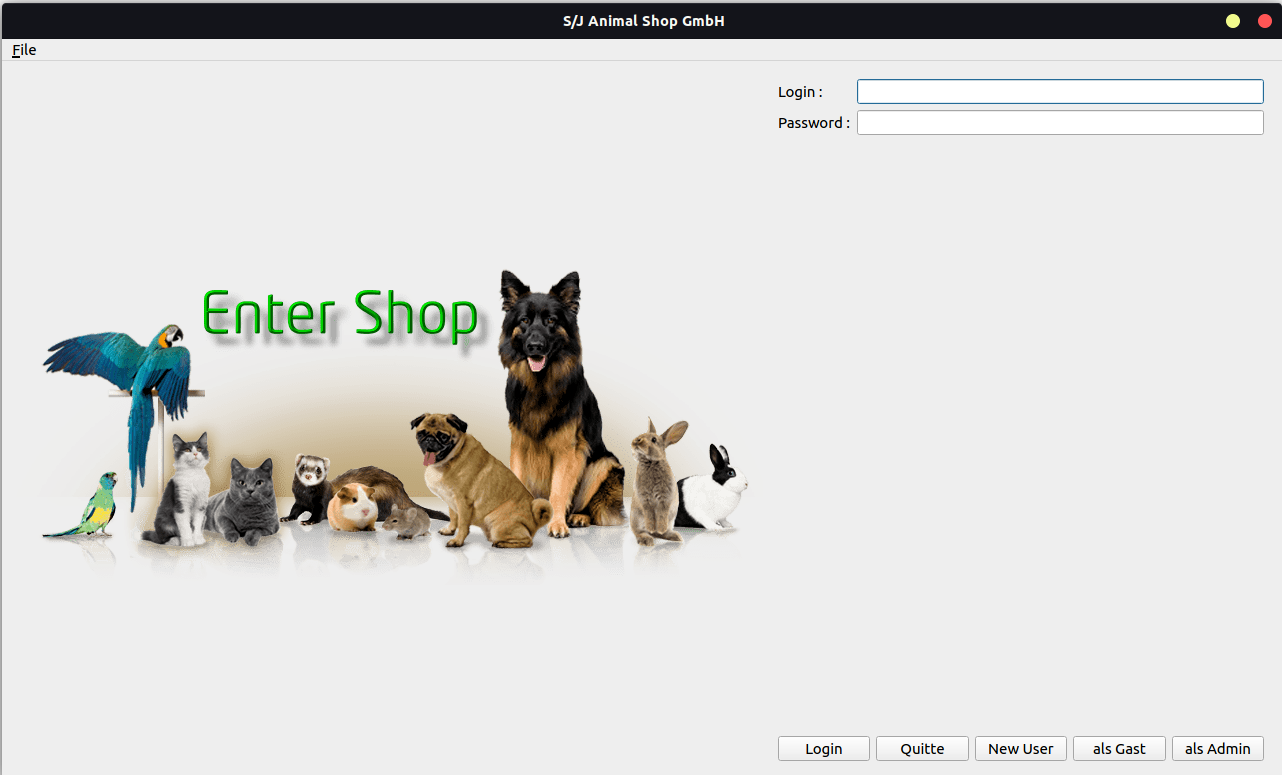 S/J Animal Shop GmbH
File
Login :
Password :
Enter Shop
Login
Quitte
New User
als Gast
als Admin